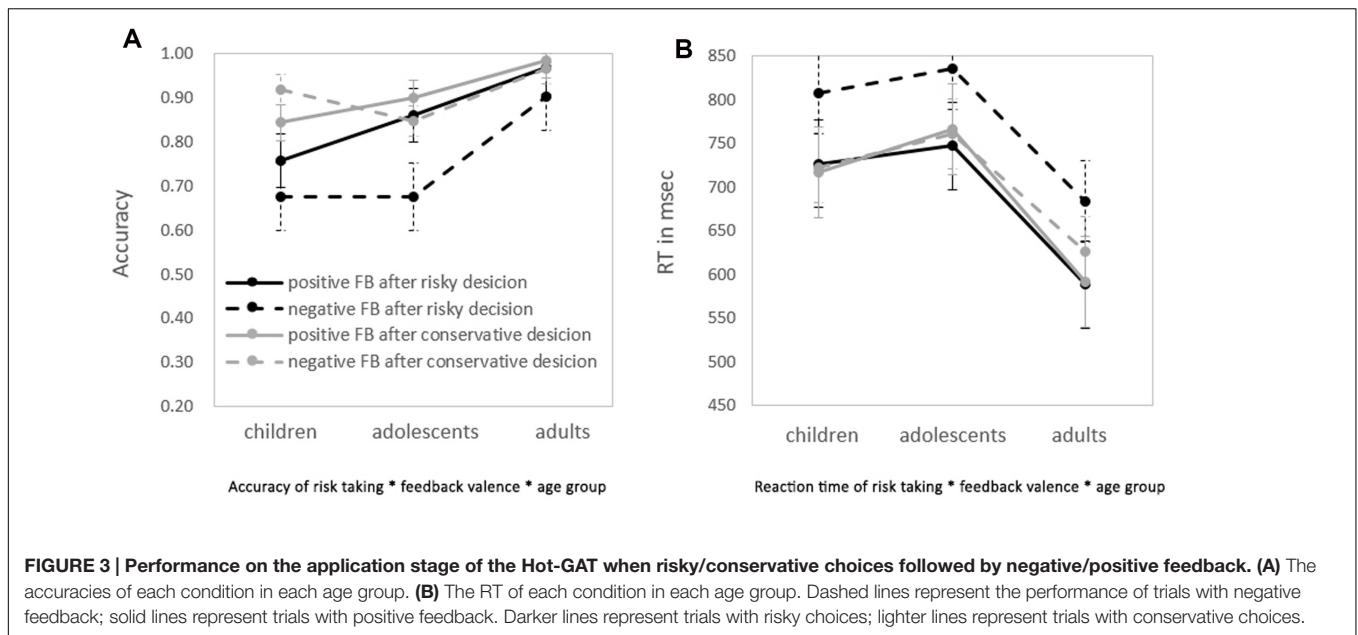 A
1.00
0.90
0.80
0.70
0.60
0.50
0.40
0.30
0.20
Accuracy
positive FB after risky desicion
negative FB after risky decision
positive FB after conservative desicion
negative FB after conservative desicion
children adolescents adults
Accuracy of risk taking * feedback valence * age group
B
850
800
750
700
650
600
550
500
450
RT in msec
children adolescents adults
Reaction time of risk taking * feedback valence * age group
FIGURE 3 | Performance on the application stage of the Hot-GAT when risky/conservative choices followed by negative/positive feedback. (A) The
accuracies of each condition in each age group. (B) The RT of each condition in each age group. Dashed lines represent the performance of trials with negative
feedback; solid lines represent trials with positive feedback. Darker lines represent trials with risky choices; lighter lines represent trials with conservative choices.